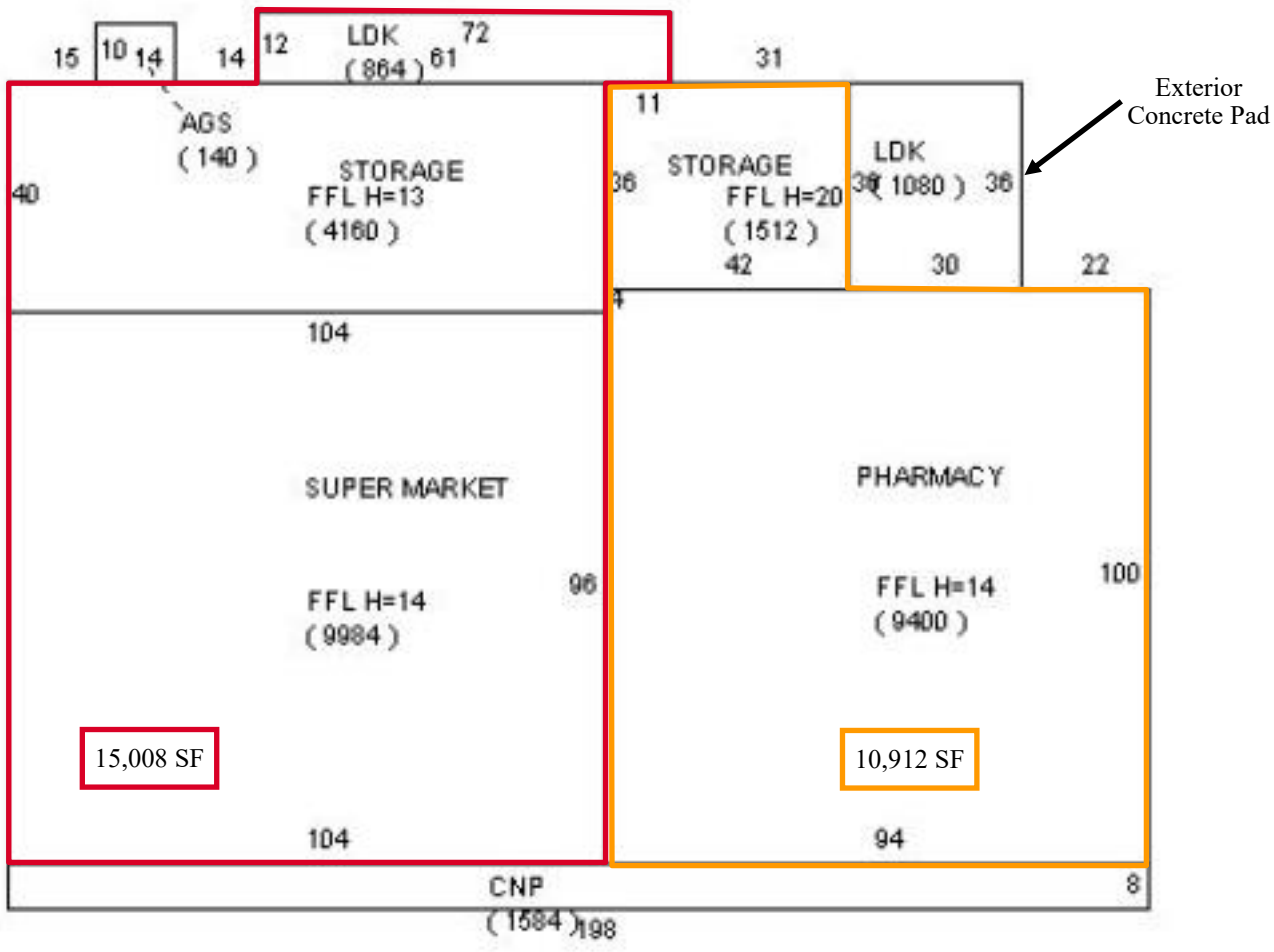 15
10
14
14
12
LDK
72
(864)
61
31
Exterior
Concrete Pad
AGS
(140)
11
40
STORAGE
FFL H=13
(4160)
36
STORAGE
FFL H=20
(1512)
36
LDK
(1080)
36
42
30
22
4
104
SUPER MARKET
PHARMACY
96
100
FFL H=14
(9984)
FFL H=14
(9400)
15,008 SF
10,912 SF
104
94
CNP
8
(1584)
198